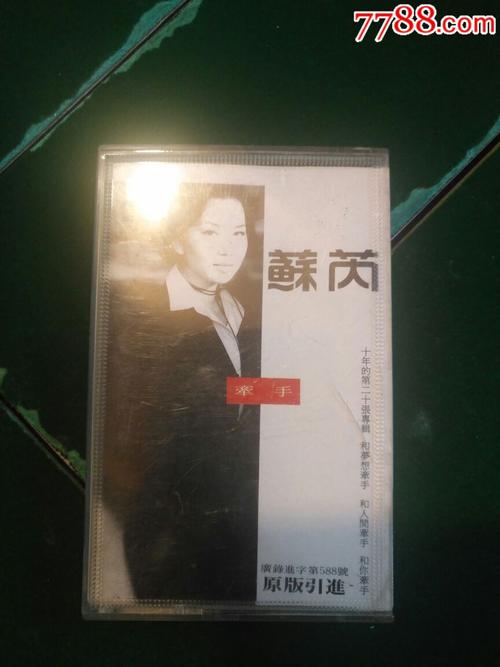 7788.com
蘇芮
牽手
十年的第二十張專輯 和夢想牽手 和人間牽手 和你牽手
廣錄進字第588號
原版引進